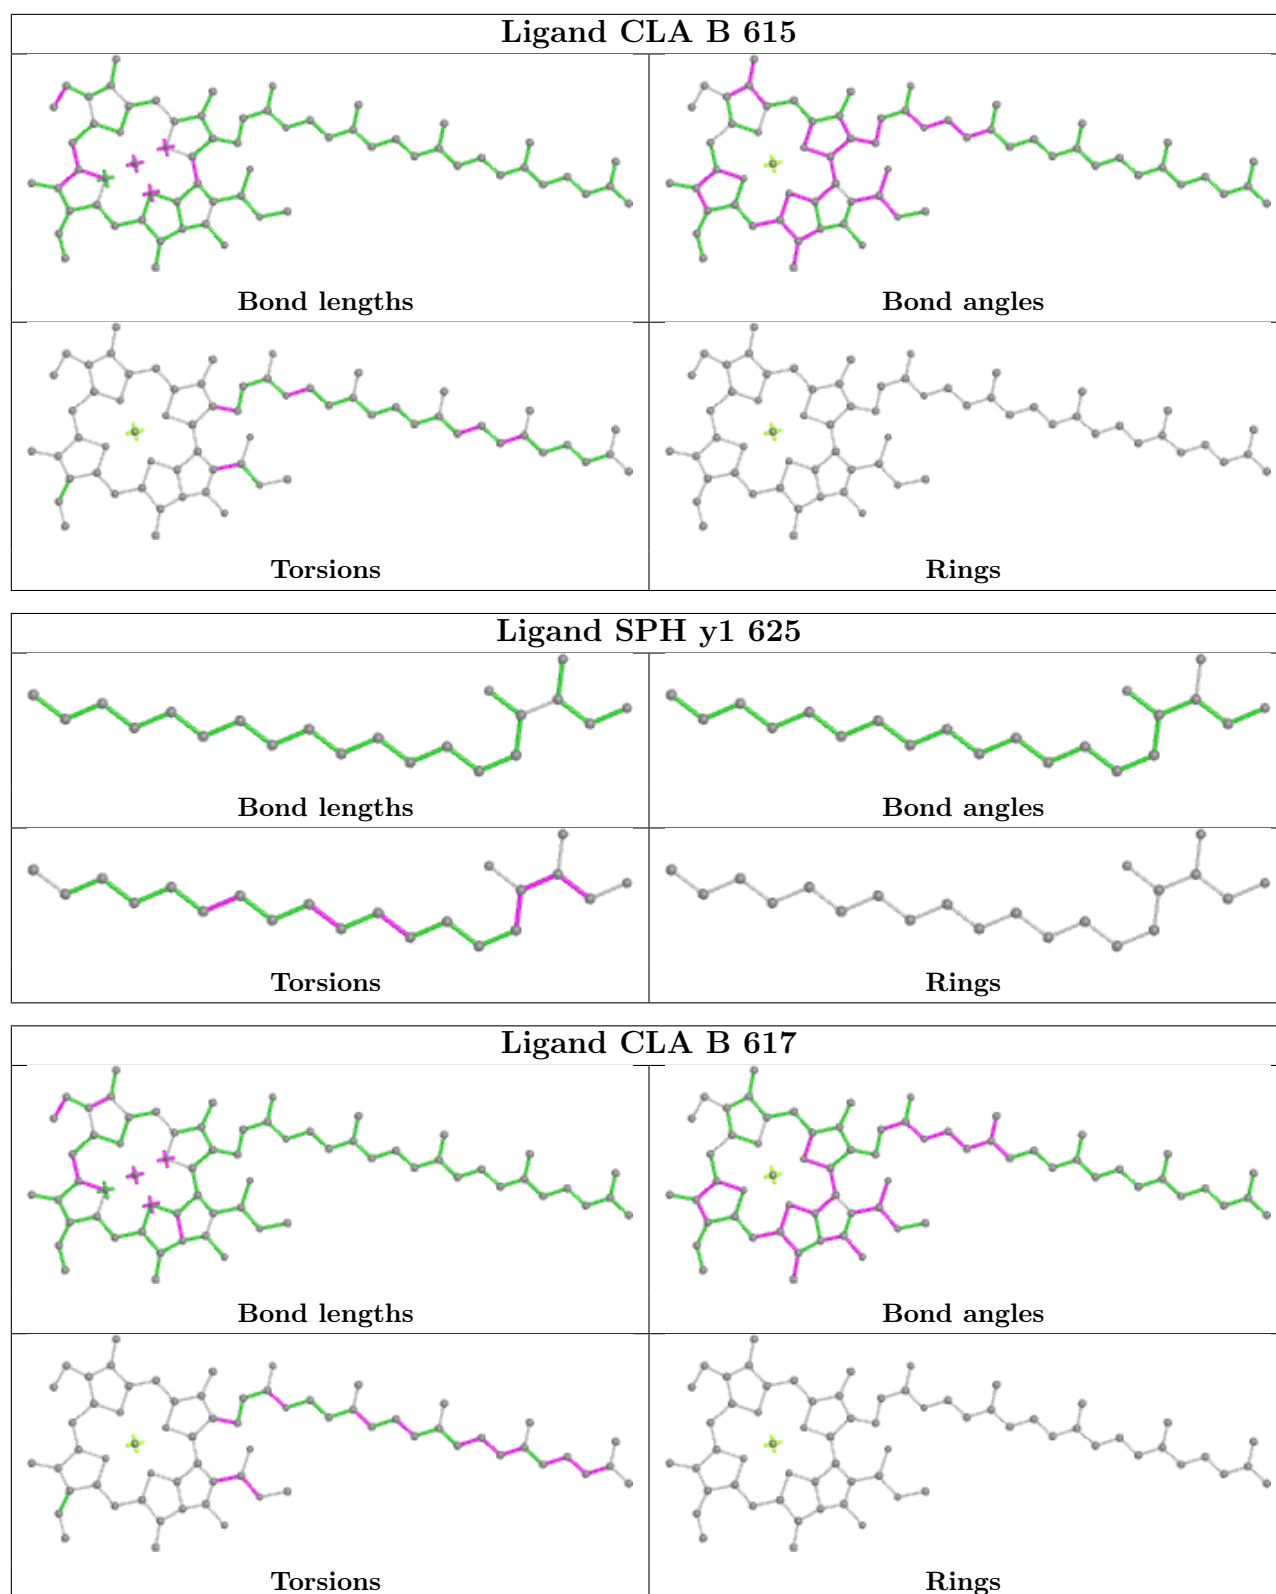 Ligand CLA B 615
Bond lengths
Bond angles
Torsions
Rings
Ligand SPH y1 625
Bond lengths
Bond angles
Torsions
Rings
Ligand CLA B 617
Bond lengths
Bond angles
Torsions
Rings